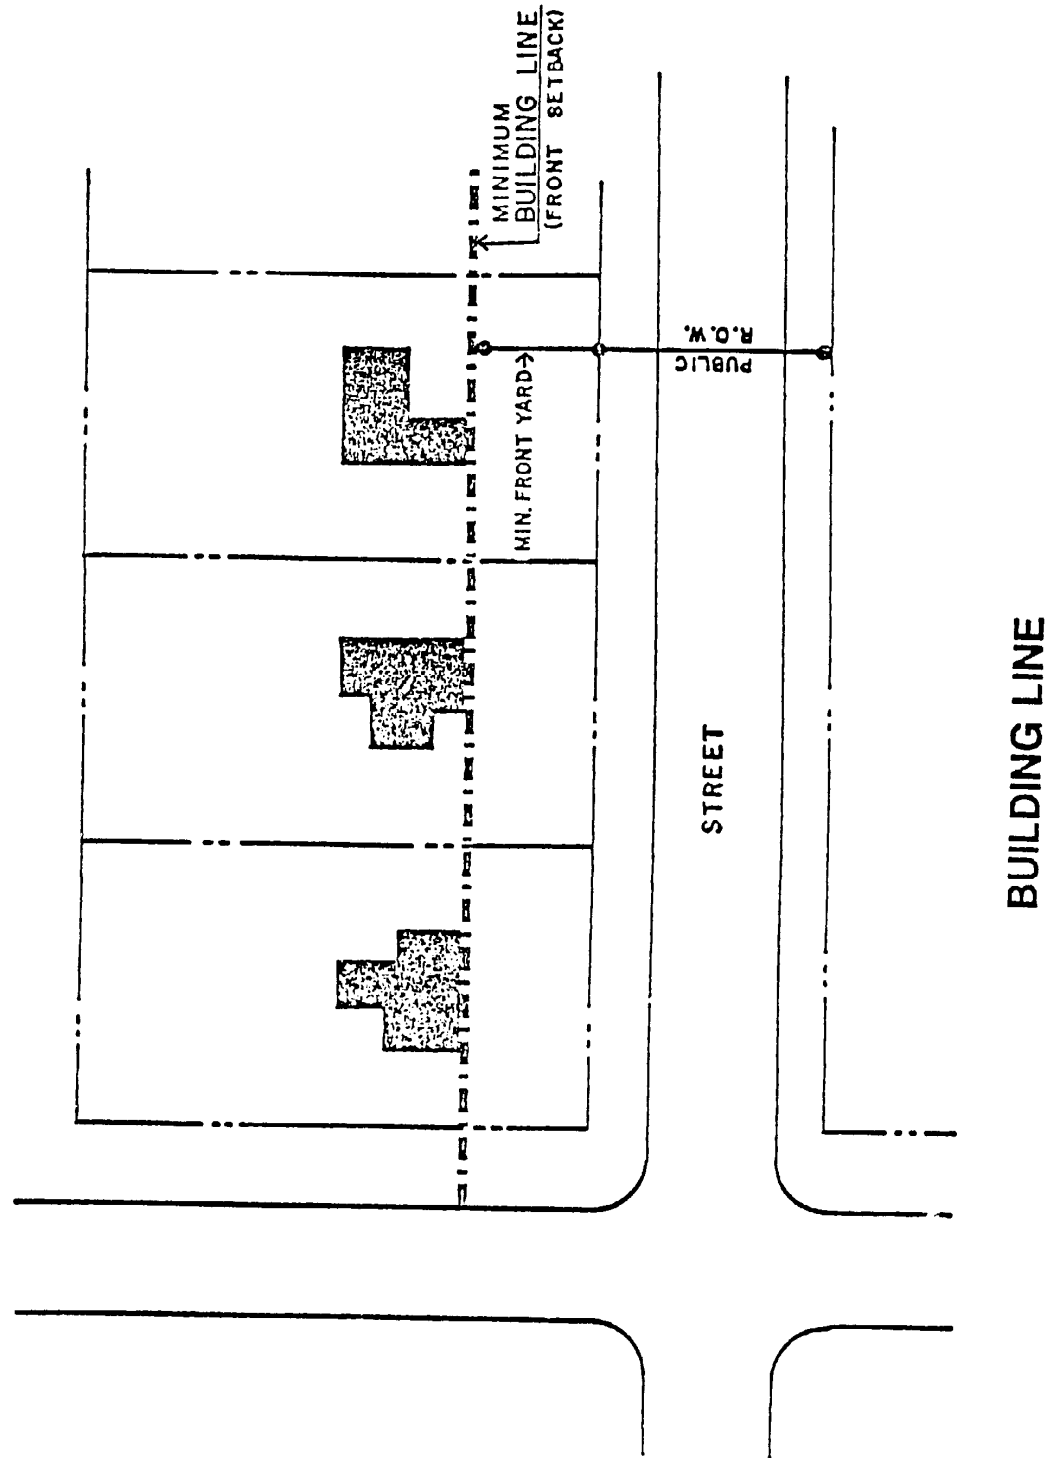 MINIMUM
BUILDING LINE
(FRONT SETBACK)
MIN. FRONT YARD→
PUBLIC
R.O.W.
STREET
BUILDING LINE